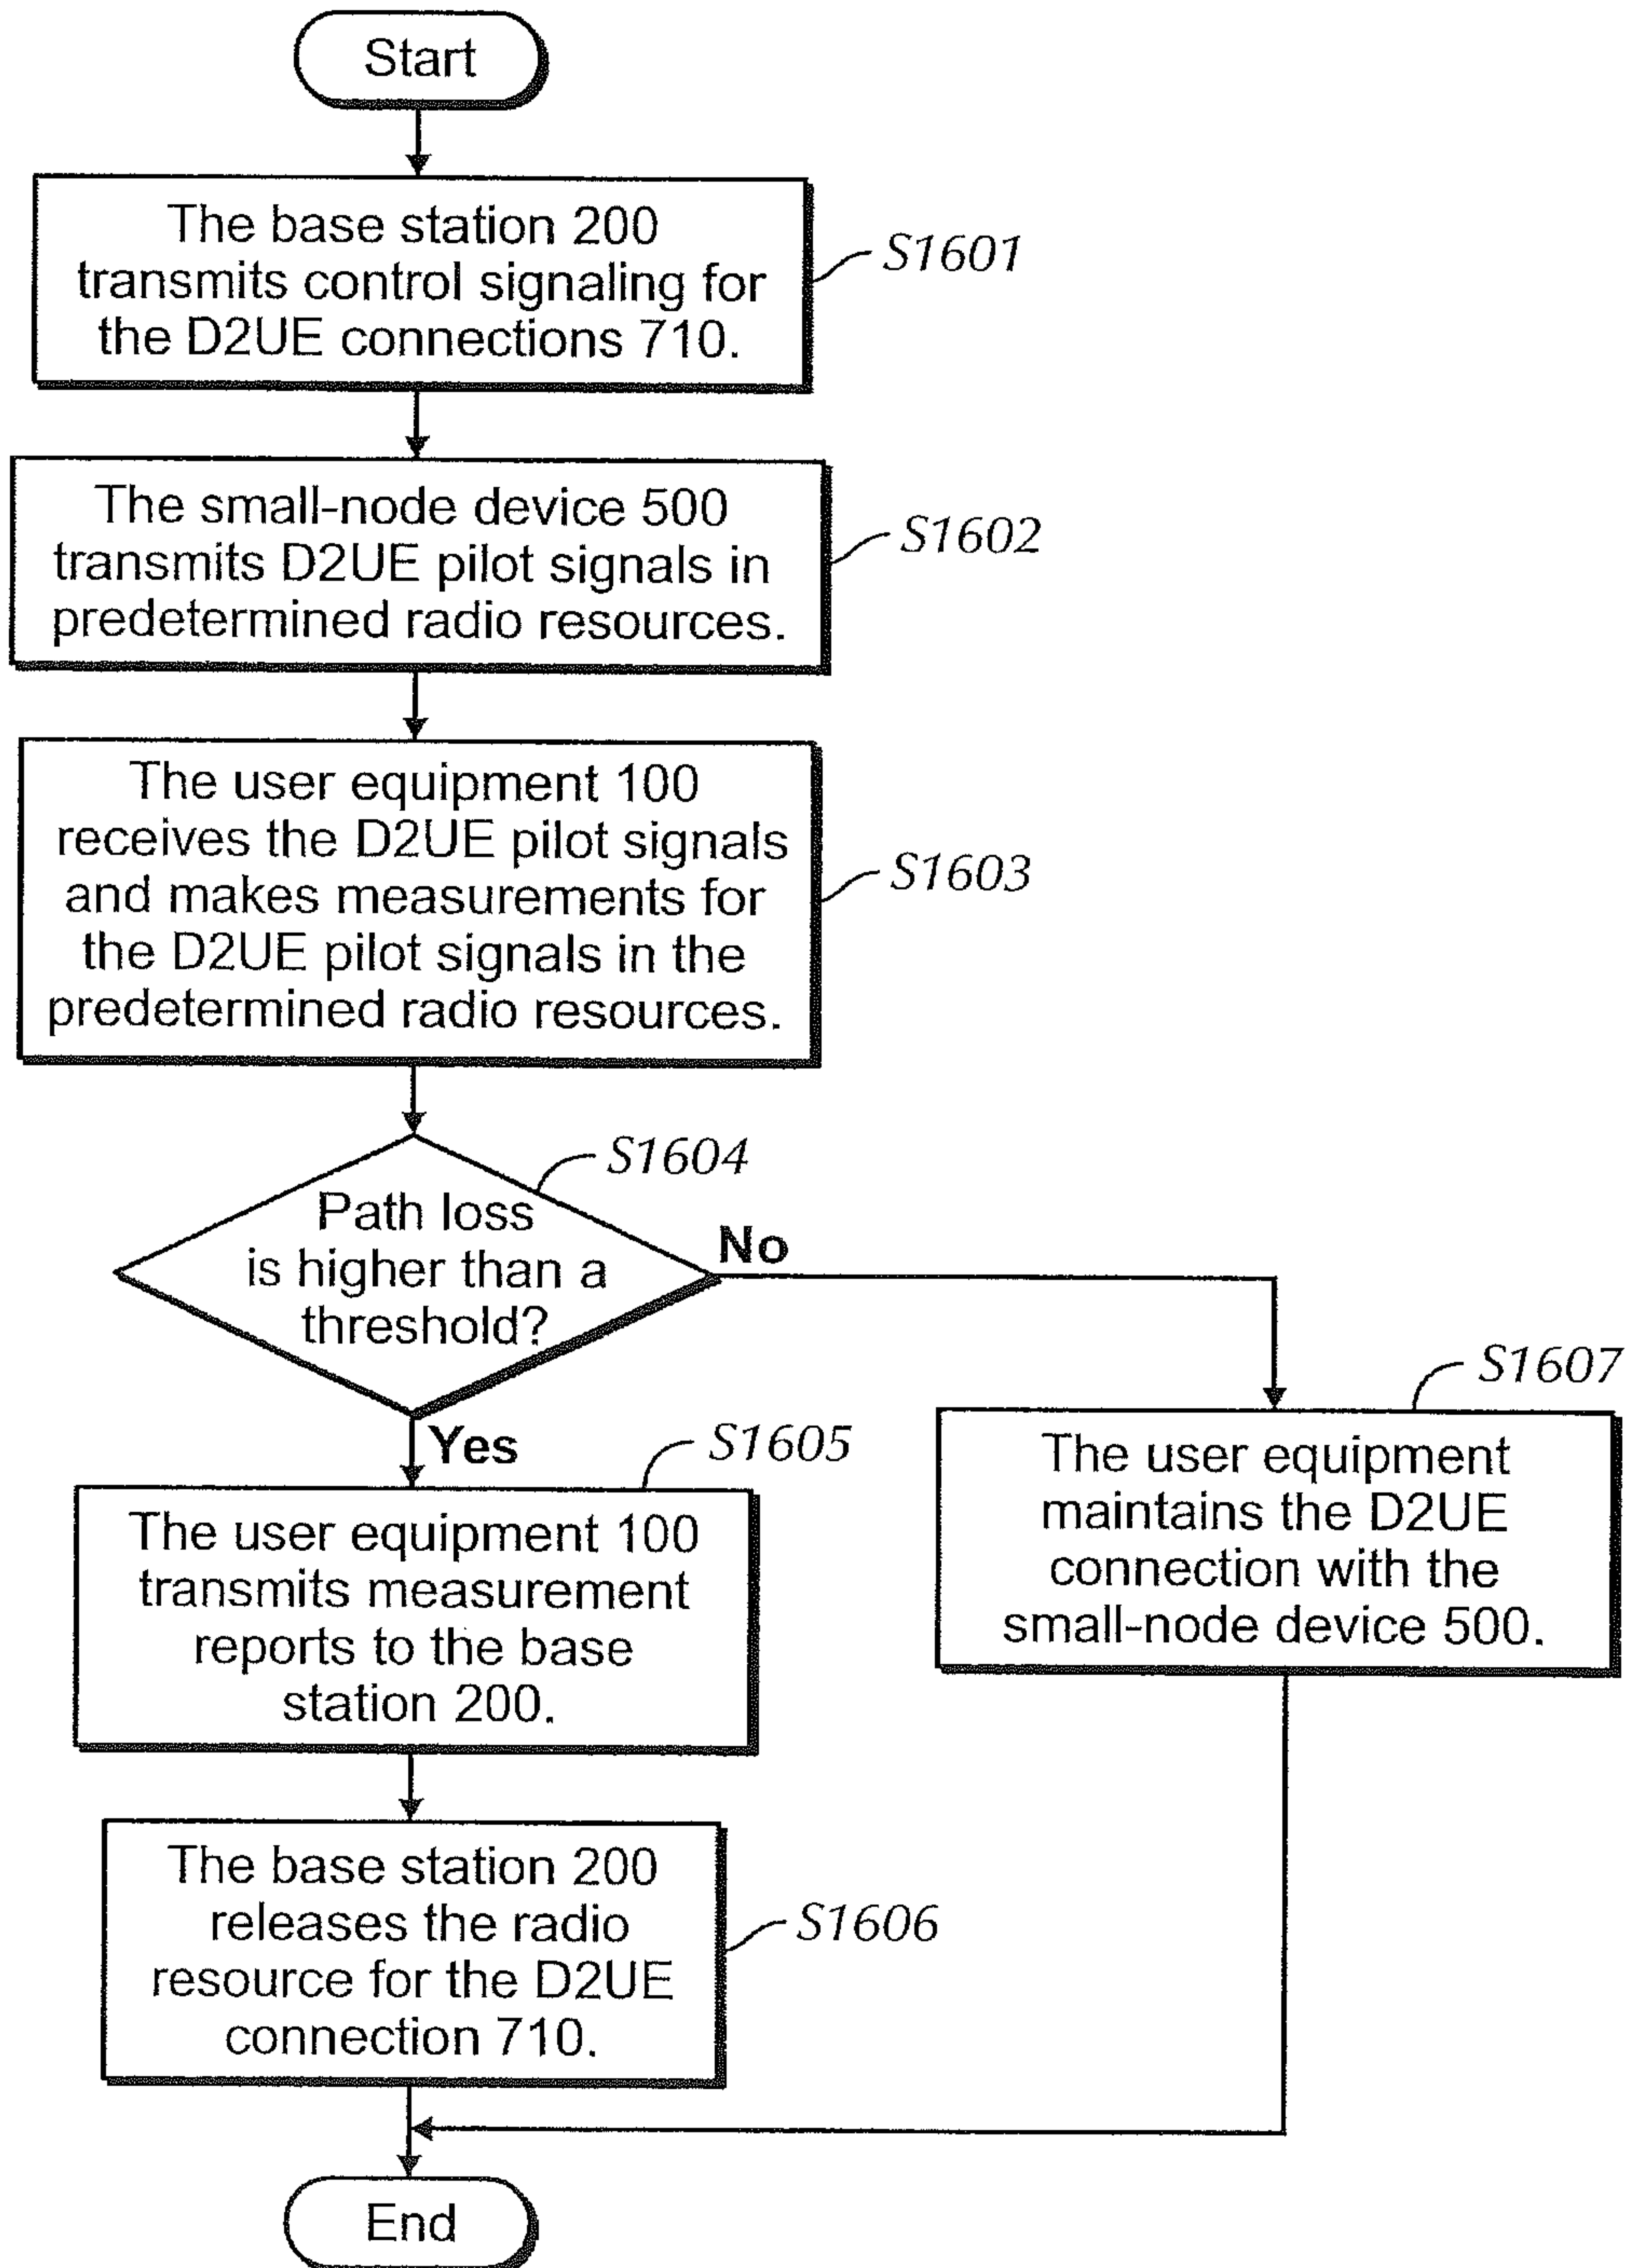 Start
The base station 200
transmits control signaling for
the D2UE connections 710.
S1601
The small-node device 500
transmits D2UE pilot signals in
predetermined radio resources.
S1602
The user equipment 100
receives the D2UE pilot signals
and makes measurements for
the D2UE pilot signals in the
predetermined radio resources.
S1603
S1604
Path loss
is higher than a
threshold?
No
Yes
S1605
The user equipment 100
transmits measurement
reports to the base
station 200.
S1607
The user equipment
maintains the D2UE
connection with the
small-node device 500.
The base station 200
releases the radio
resource for the D2UE
connection 710.
S1606
End